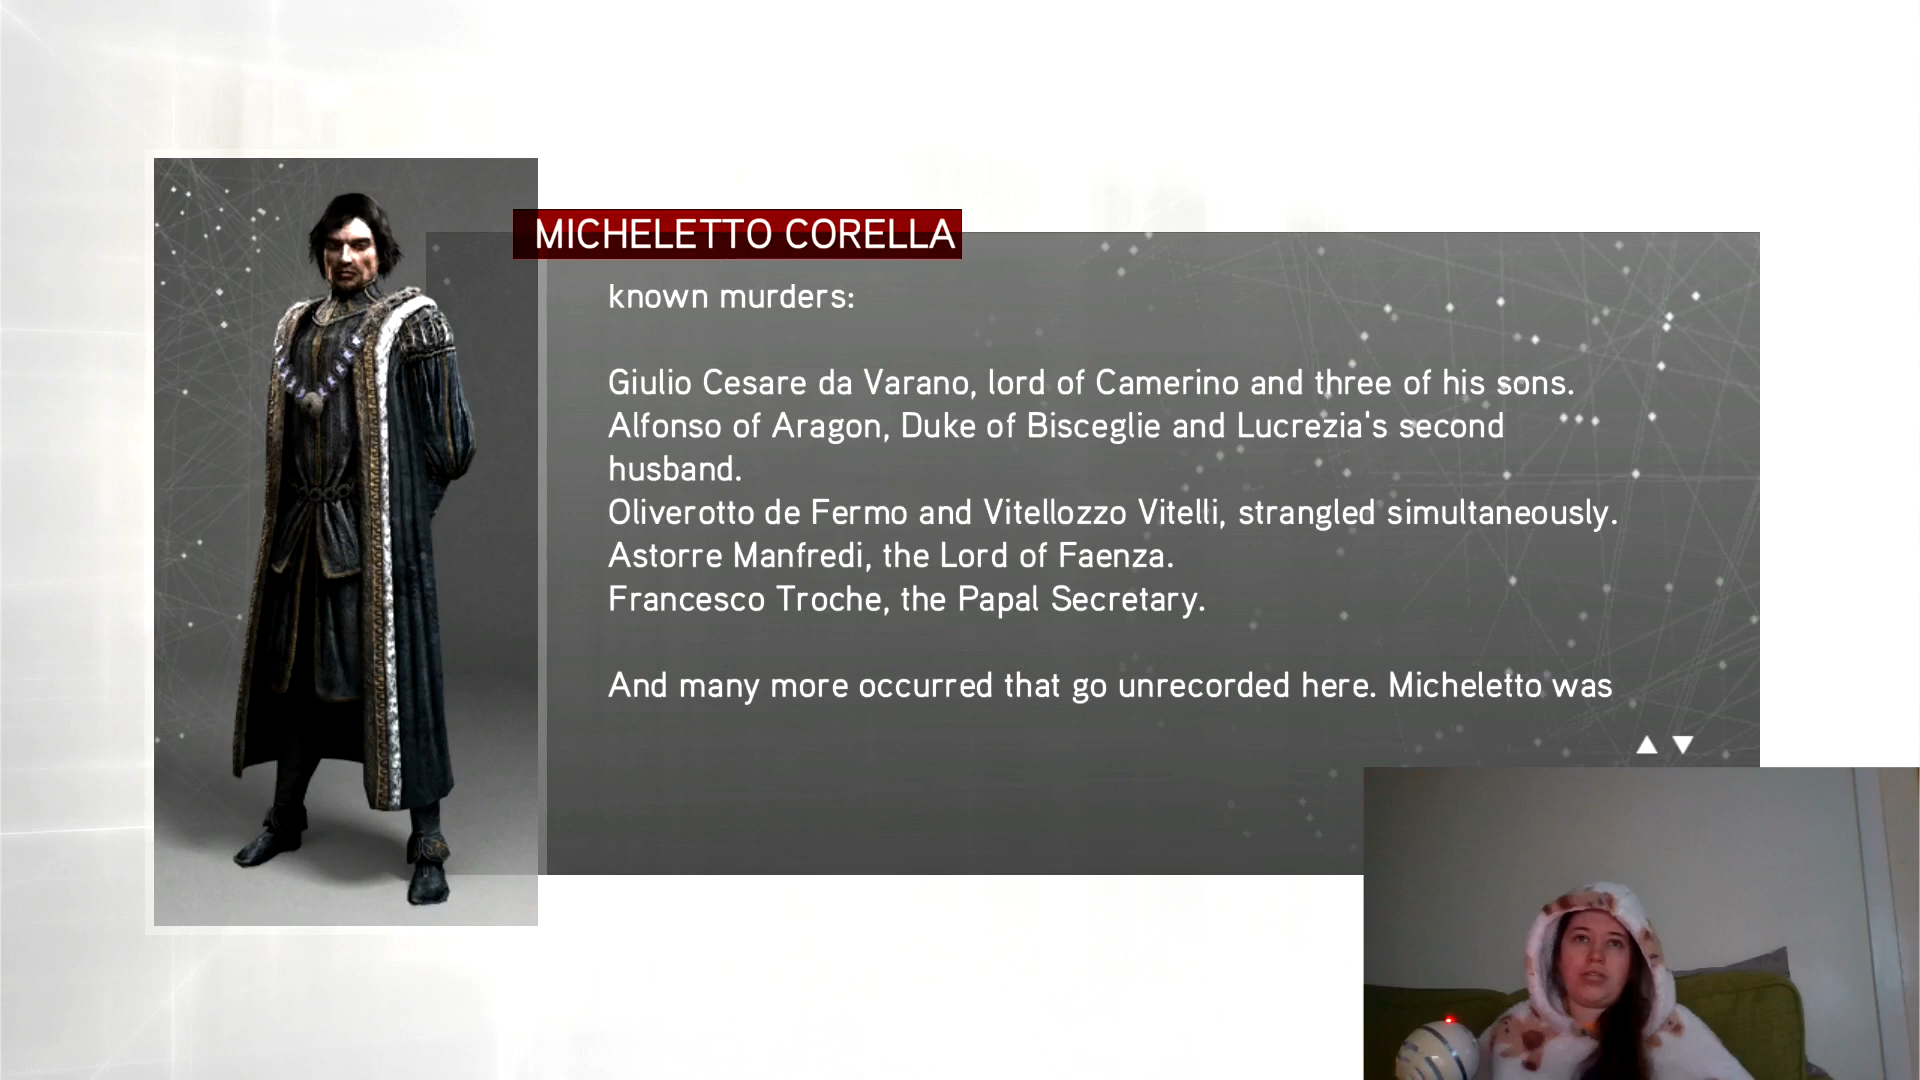 MICHELETTO CORELLA
known murders:
Giulio Cesare da Varano, lord of Camerino and three of his sons.
Alfonso of Aragon, Duke of Bisceglie and Lucrezia's second
husband.
Oliverotto de Fermo and Vitellozzo Vitelli, strangled simultaneously.
Astorre Manfredi, the Lord of Faenza.
Francesco Troche, the Papal Secretary.
And many more occurred that go unrecorded here. Micheletto was